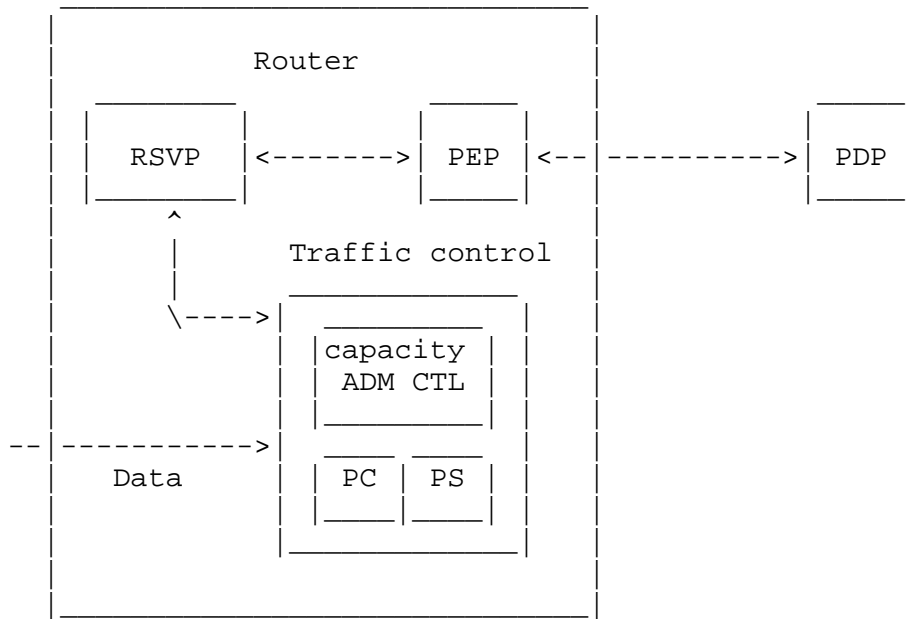 Router
RSVP PEP PDP
Traffic control
capacity
ADM CTL
Data PC PS